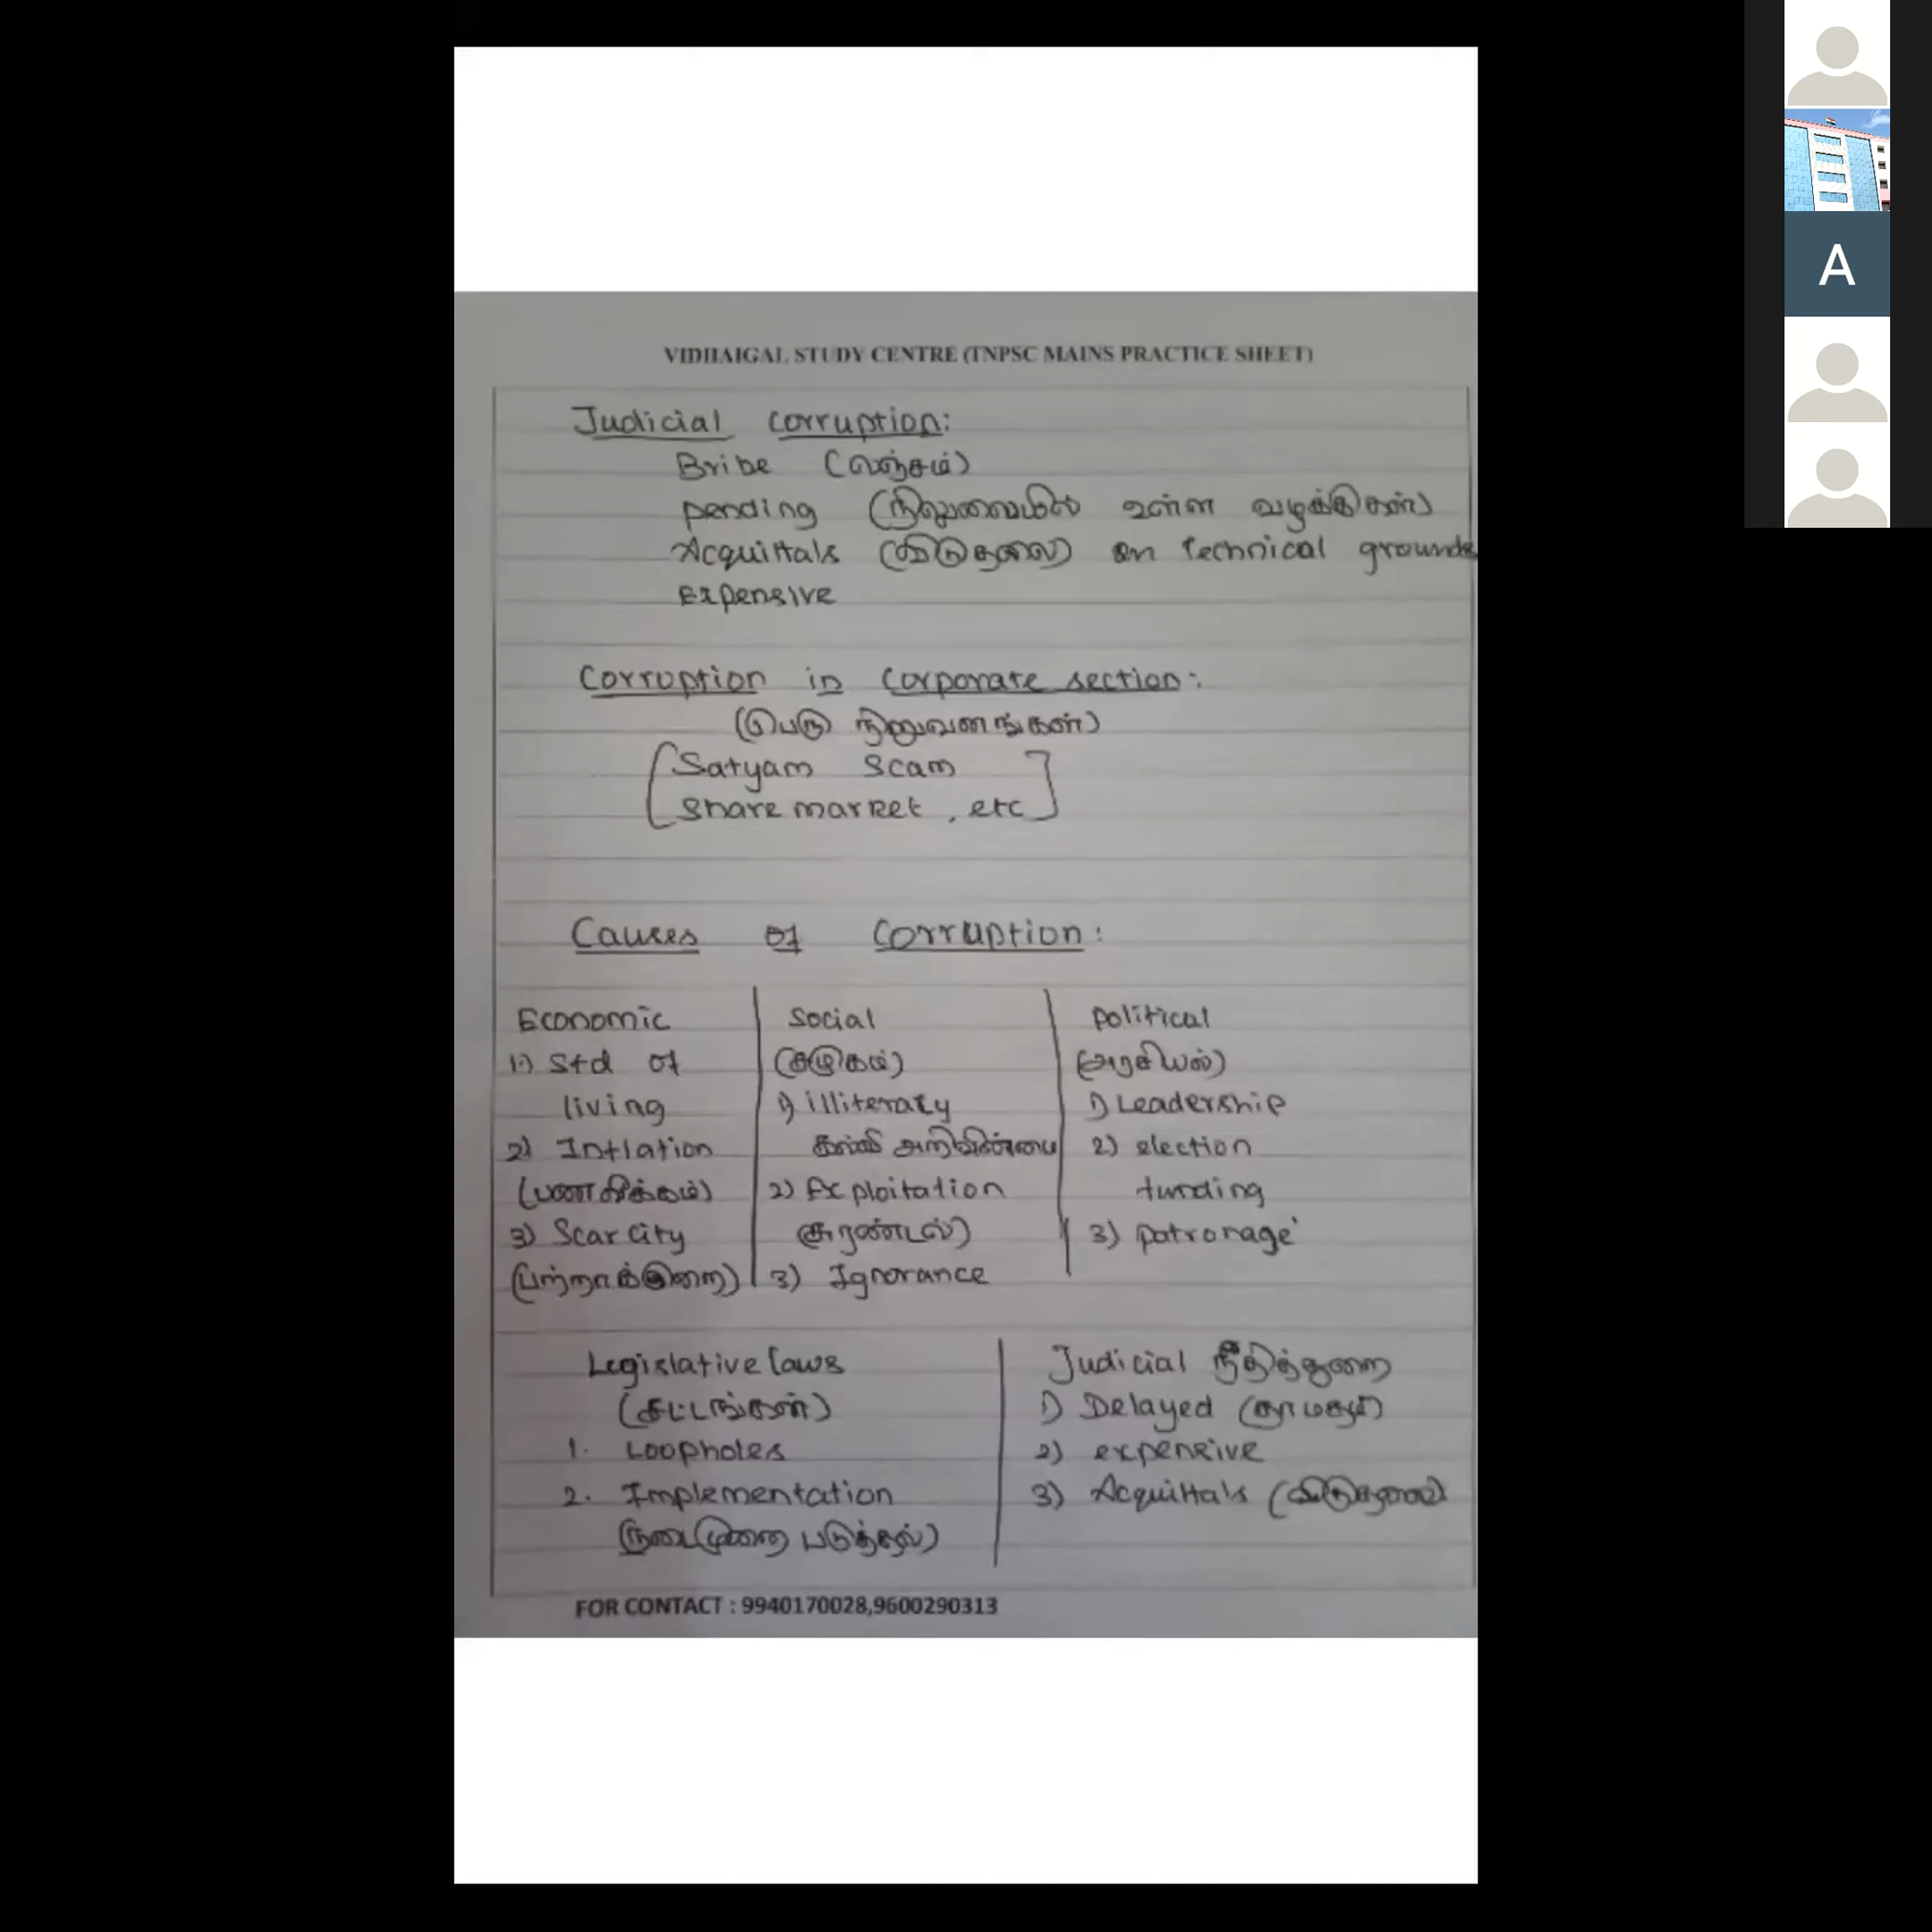 VIDHAIGAL STUDY CENTRE (TNPSC MAINS PRACTICE SHEET)
Judicial corruption:
Bribe (லஞ்சம்)
pending (நிலுவையில் உள்ள வழக்குகள்)
Acquittals (விடுதலை) on Technical grounds
Expensive
Corruption in Corporate section:
(பெரு நிறுவனங்கள்)
[Satyam Scam
Share market, etc]
Causes of Corruption:
Economic
1) Std of
living
2) Inflation
(பணவீக்கம்)
3) Scarcity
(பற்றாக்குறை)
Social
(சமுகம்)
1) illiteracy
கல்வி அறிவின்மை
2) Exploitation
(சுரண்டல்)
3) Ignorance
Political
(அரசியல்)
1) Leadership
2) election
funding
3) patronage
Legislative laws
(சட்டங்கள்)
1. Loopholes
2. Implementation
(நடைமுறை படுத்தல்)
Judicial நீதித்துறை
1) Delayed (தாமதம்)
2) expensive
3) Acquittals (விடுதலை)
FOR CONTACT : 9940170028,9600290313
A